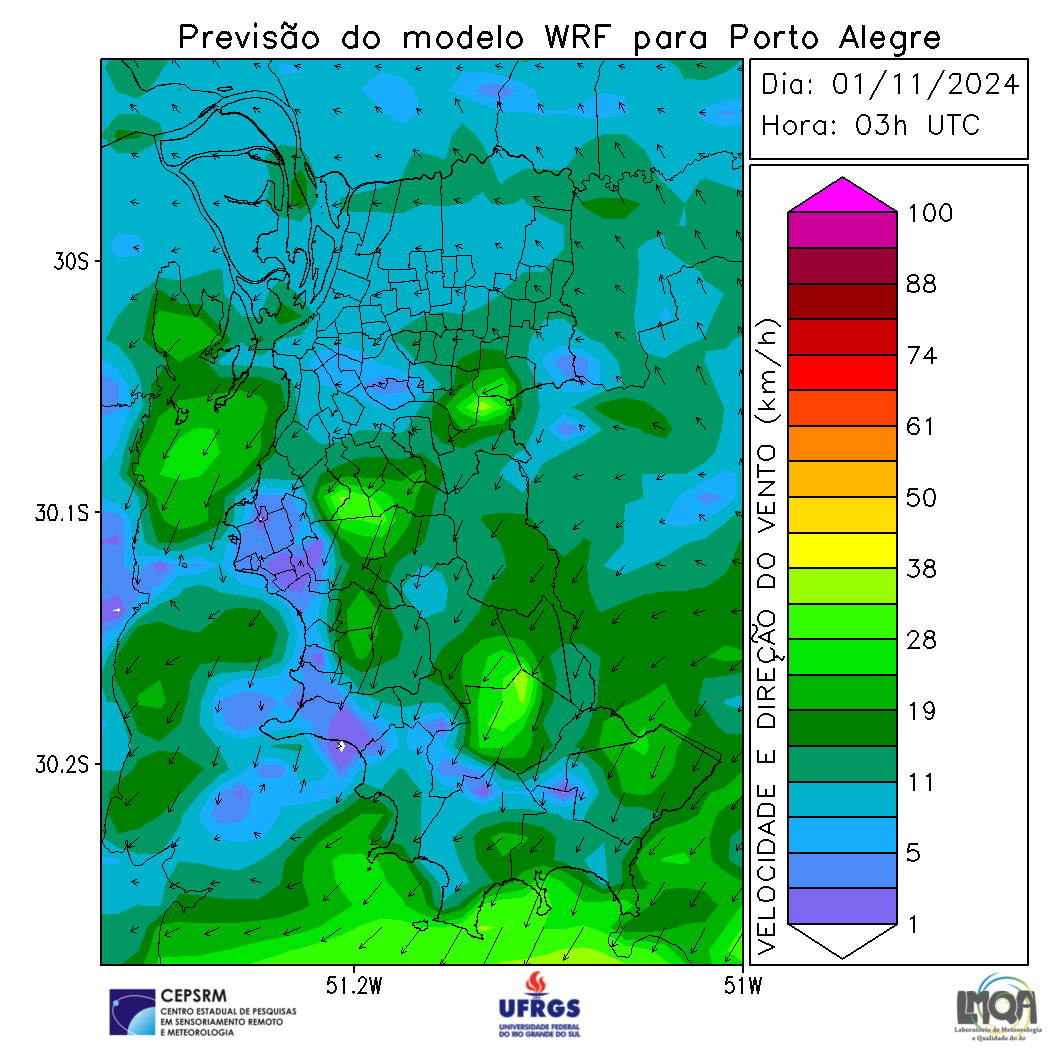 Previsão do modelo WRF para Porto Alegre
Dia: 01/11/2024
Hora: 03h UTC
100
88
74
61
50
38
28
19
11
5
1
VELOCIDADE E DIREÇÃO DO VENTO (km/h)
30S
30.1S
30.2S
51.2W
51W
CEPSRM
CENTRO ESTADUAL DE PESQUISAS
EM SENSORIAMENTO REMOTO
E METEOROLOGIA
UFRGS
UNIVERSIDADE FEDERAL
DO RIO GRANDE DO SUL
LMQA
Laboratório de Meteorologia
e Qualidade do Ar